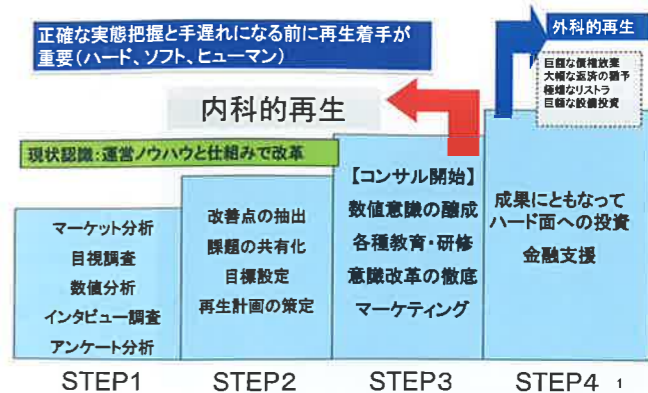 正確な実態把握と手遅れになる前に再生着手が
重要(ハード、ソフト、ヒューマン)
外科的再生
巨額な債権放棄
大幅な返済の猶予
極端なリストラ
巨額な設備投資
内科的再生
現状認識:運営ノウハウと仕組みで改革
マーケット分析
目視調査
数値分析
インタビュー調査
アンケート分析
STEP1
改善点の抽出
課題の共有化
目標設定
再生計画の策定
STEP2
【コンサル開始】
数値意識の醸成
各種教育・研修
意識改革の徹底
マーケティング
STEP3
成果にともなって
ハード面への投資
金融支援
STEP4
1